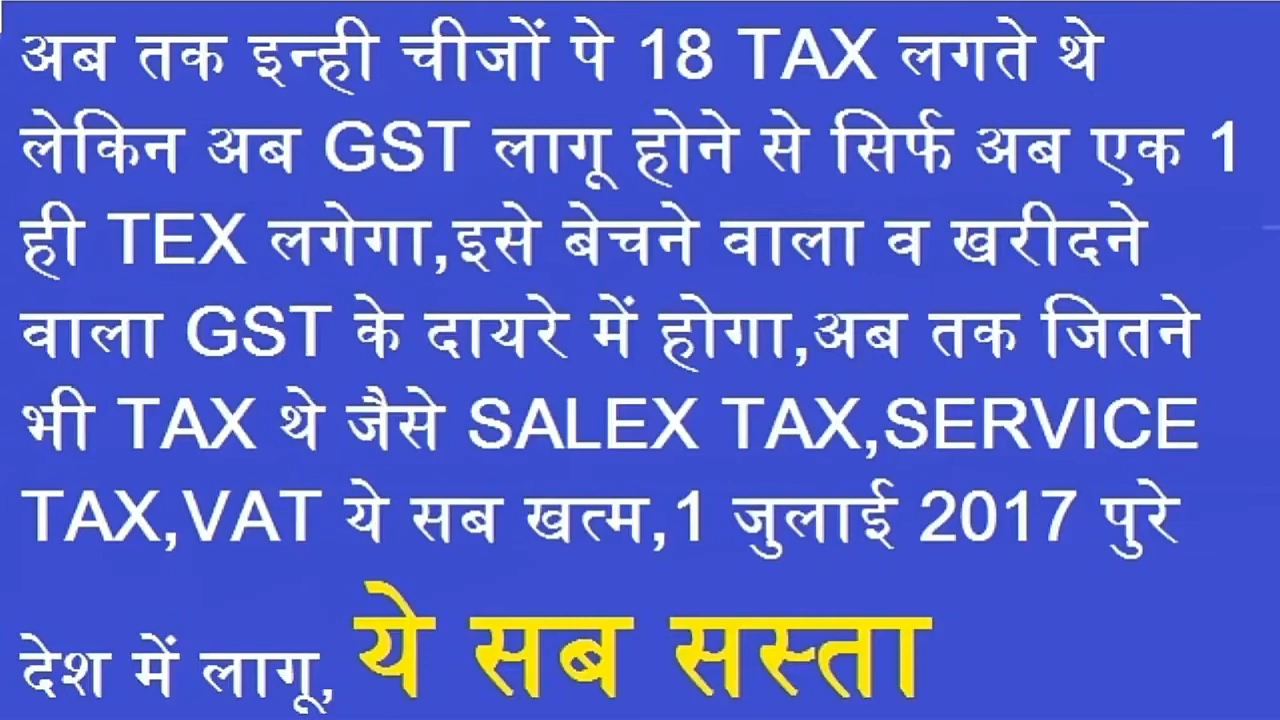 अब तक इन्ही चीजों पे 18 TAX लगते थे
लेकिन अब GST लागू होने से सिर्फ अब एक 1
ही TEX लगेगा,इसे बेचने वाला व खरीदने
वाला GST के दायरे में होगा,अब तक जितने
भी TAX थे जैसे SALEX TAX,SERVICE
TAX,VAT ये सब खत्म,1 जुलाई 2017 पुरे
देश में लागू, ये सब सस्ता